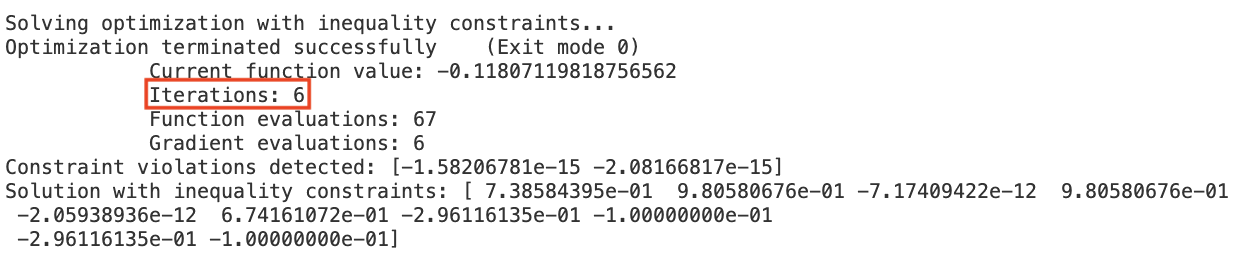 Solving optimization with inequality constraints...
Optimization terminated successfully    (Exit mode 0)
            Current function value: -0.11807119818756562
            Iterations: 6
            Function evaluations: 67
            Gradient evaluations: 6
Constraint violations detected: [-1.58206781e-15 -2.08166817e-15]
Solution with inequality constraints: [ 7.38584395e-01  9.80580676e-01 -7.17409422e-12  9.80580676e-01
 -2.05938936e-12  6.74161072e-01 -2.96116135e-01 -1.00000000e-01
 -2.96116135e-01 -1.00000000e-01]